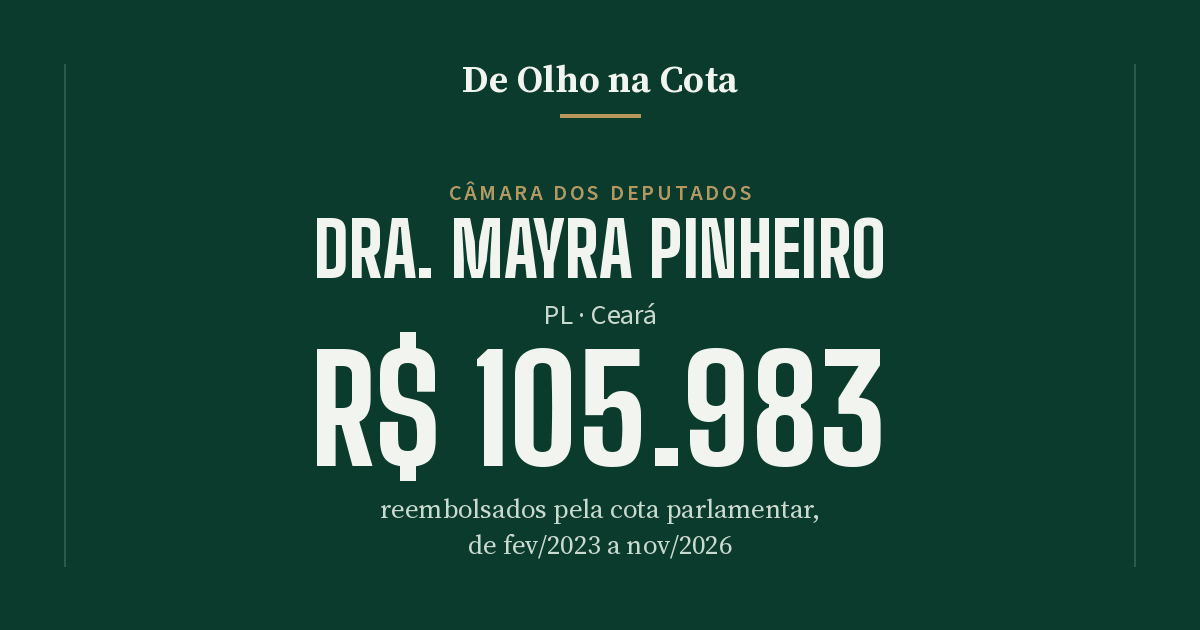 De Olho na Cota
CÂMARA DOS DEPUTADOS
DRA. MAYRA PINHEIRO
PL · Ceará
R$ 105.983
reembolsados pela cota parlamentar,
de fev/2023 a nov/2026